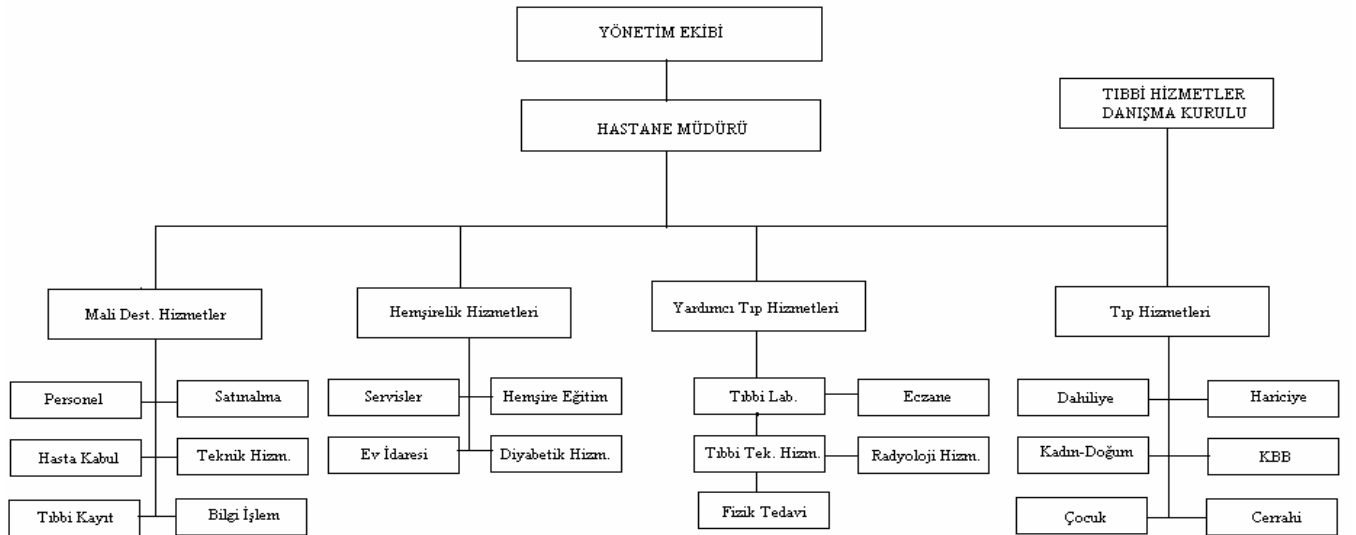 YÖNETİM EKİBİ
TIBBİ HİZMETLER
DANIŞMA KURULU
HASTANE MÜDÜRÜ
Mali Dest. Hizmetler
Hemşirelik Hizmetleri
Yardımcı Tıp Hizmetleri
Tıp Hizmetleri
Personel
Satınalma
Servisler
Hemşire Eğitim
Tıbbi Lab.
Eczane
Dahiliye
Hariciye
Hasta Kabul
Teknik Hizm.
Ev İdaresi
Diyabetik Hizm.
Tıbbi Tek. Hizm.
Radyoloji Hizm.
Kadın-Doğum
KBB
Tıbbi Kayıt
Bilgi İşlem
Fizik Tedavi
Çocuk
Cerrahi